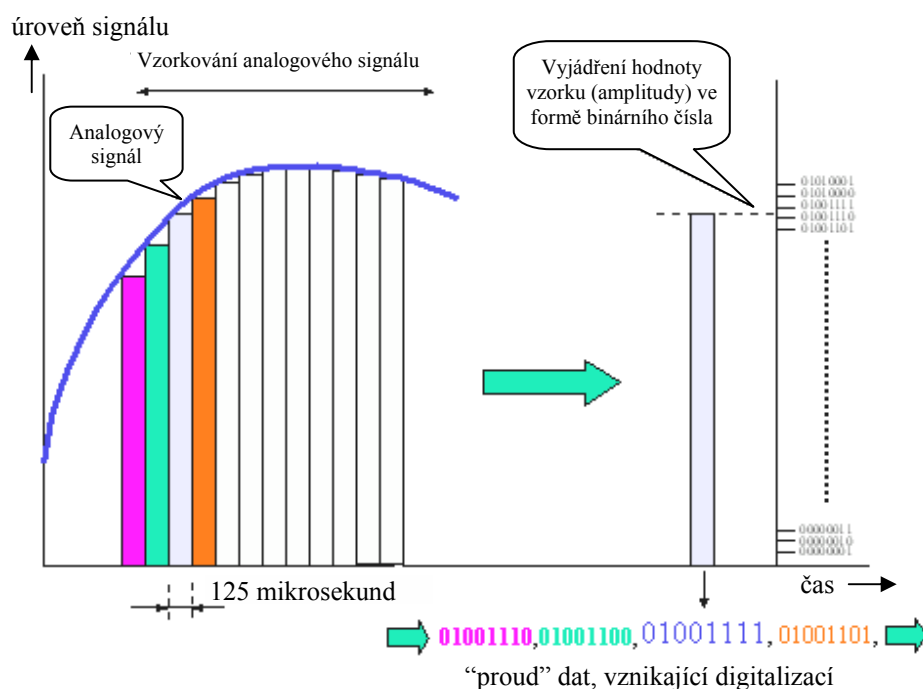 úroveň signálu
Vzorkování analogového signálu
Analogový
signál
Vyjádření hodnoty
vzorku (amplitudy) ve
formě binárního čísla
01010001
01010000
01001111
01001110
01001101
00000011
00000010
00000001
125 mikrosekund
čas
01001110,01001100,01001111,01001101,
“proud” dat, vznikající digitalizací